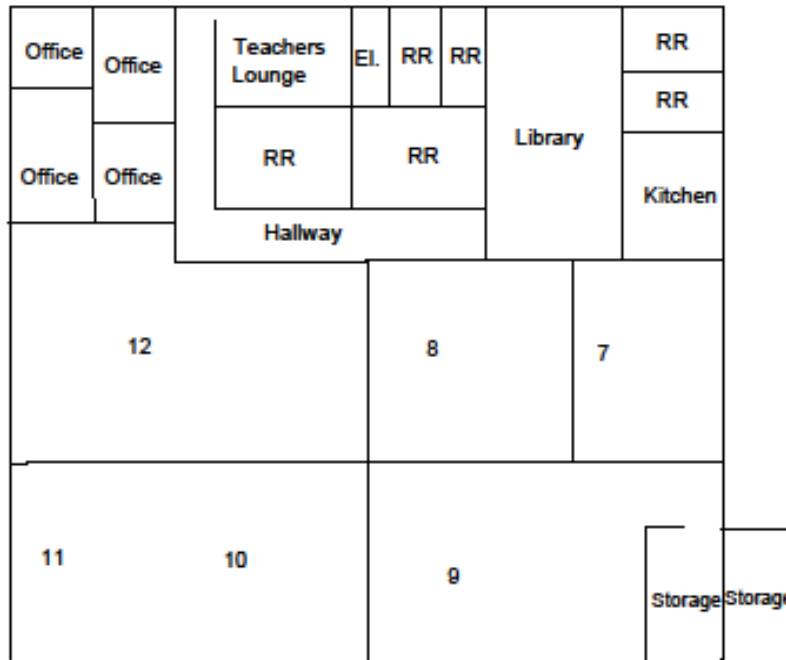 Office
Office
Teachers
Lounge
El.
RR
RR
RR
RR
Library
RR
RR
Office
Office
Kitchen
Hallway
12
8
7
11
10
9
Storage
Storage